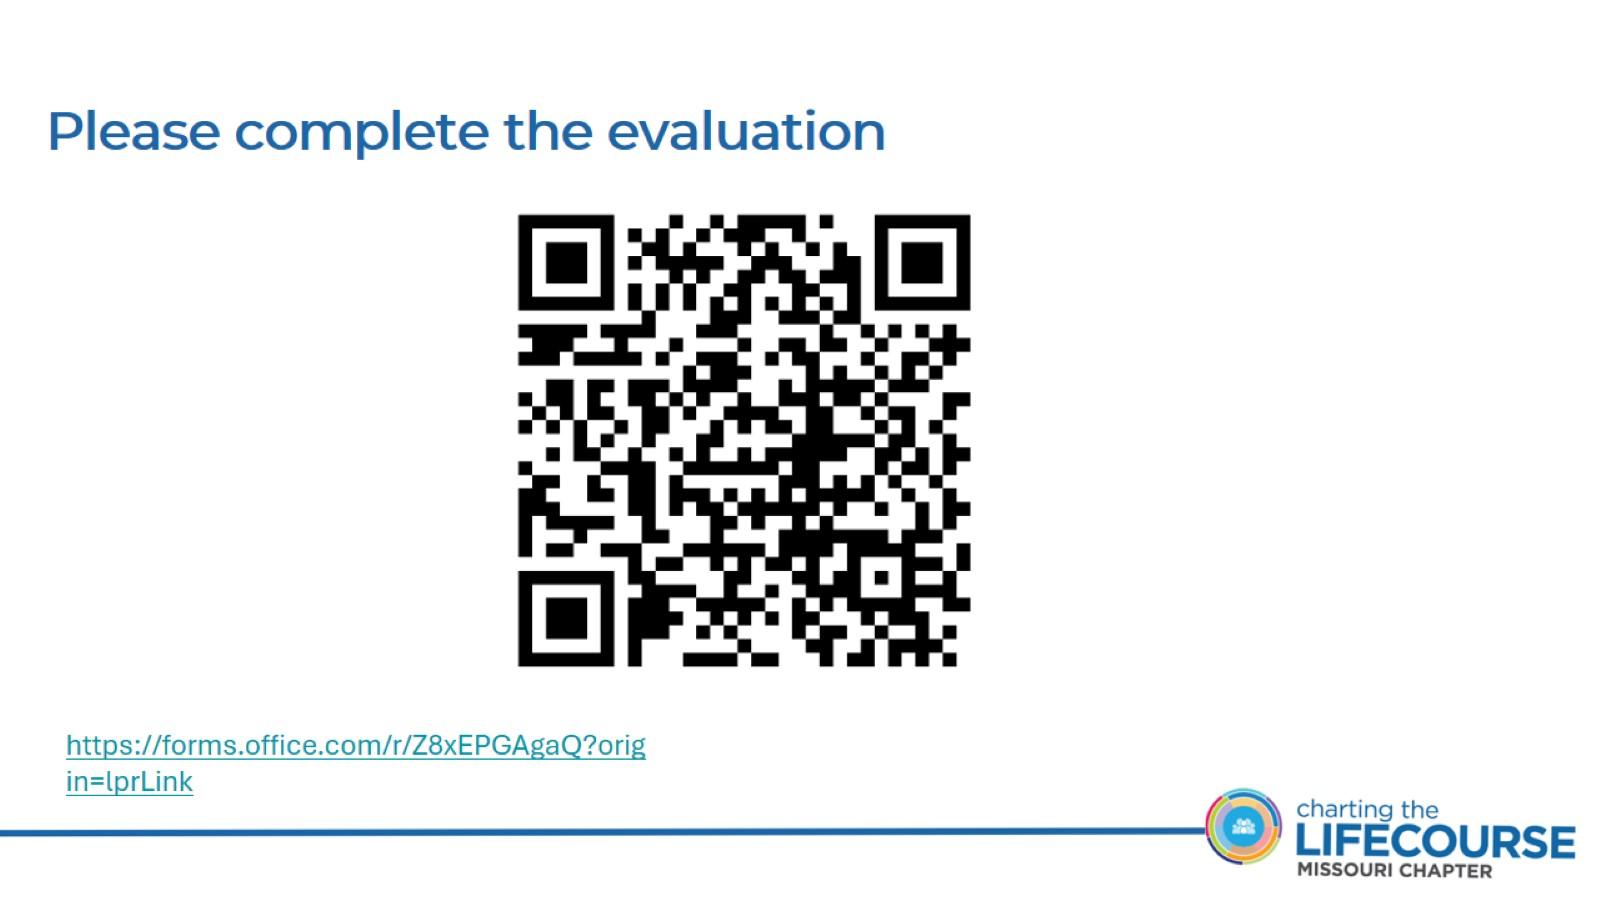 Please complete the evaluation
https://forms.office.com/r/Z8xEPGAgaQ?orig
in=lprLink
charting the
LIFECOURSE
MISSOURI CHAPTER